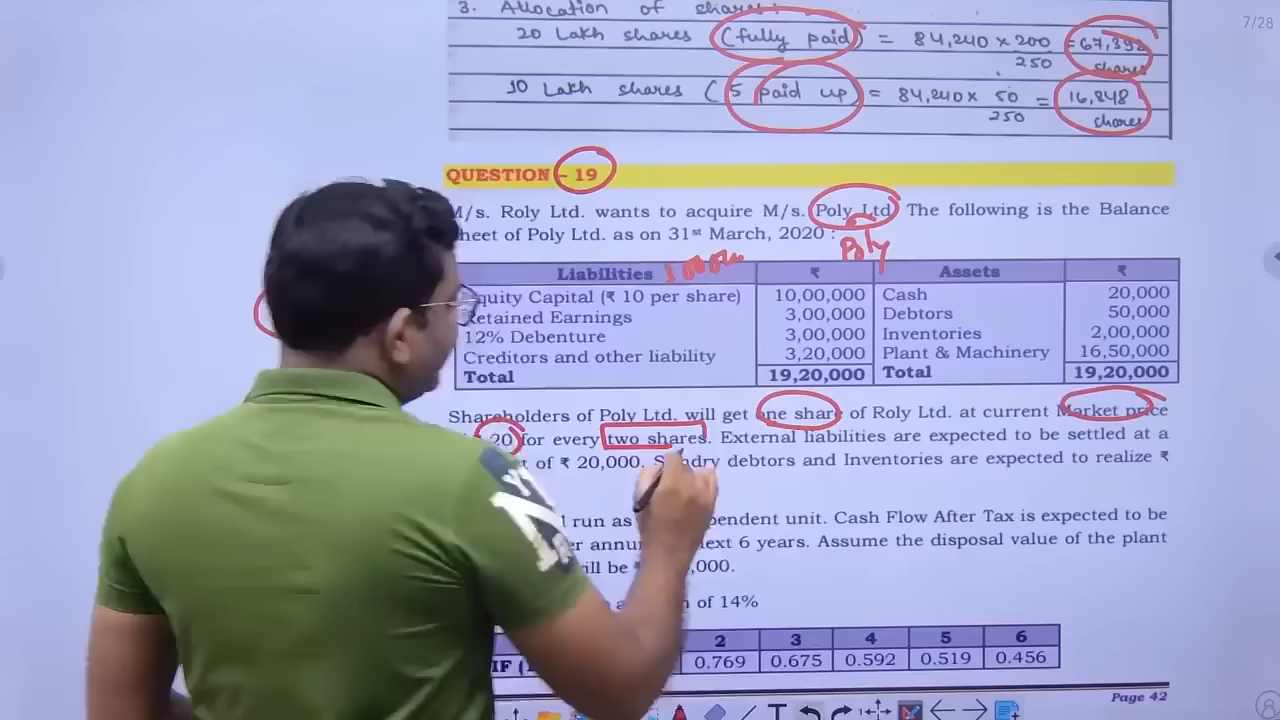 7/28
3. Allocation of shares:
20 Lakh shares (fully paid) = 84,240 x 200 = 67,392
250 shares
10 Lakh shares (5 paid up) = 84,240 x 50 = 16,848
250 shares
QUESTION - 19
M/s. Roly Ltd. wants to acquire M/s. Poly Ltd. The following is the Balance
Sheet of Poly Ltd. as on 31st March, 2020 :
Poly
Liabilities ₹ Assets ₹
Equity Capital (₹ 10 per share) 10,00,000 Cash 20,000
Retained Earnings 3,00,000 Debtors 50,000
12% Debenture 3,00,000 Inventories 2,00,000
Creditors and other liability 3,20,000 Plant & Machinery 16,50,000
Total 19,20,000 Total 19,20,000
Shareholders of Poly Ltd. will get one share of Roly Ltd. at current Market price
20 for every two shares. External liabilities are expected to be settled at a
of ₹ 20,000. Sundry debtors and Inventories are expected to realize ₹
run as pendent unit. Cash Flow After Tax is expected to be
annu next 6 years. Assume the disposal value of the plant
ill be ₹ ,000.
of 14%
2 3 4 5 6
IF 0.769 0.675 0.592 0.519 0.456
Page 42